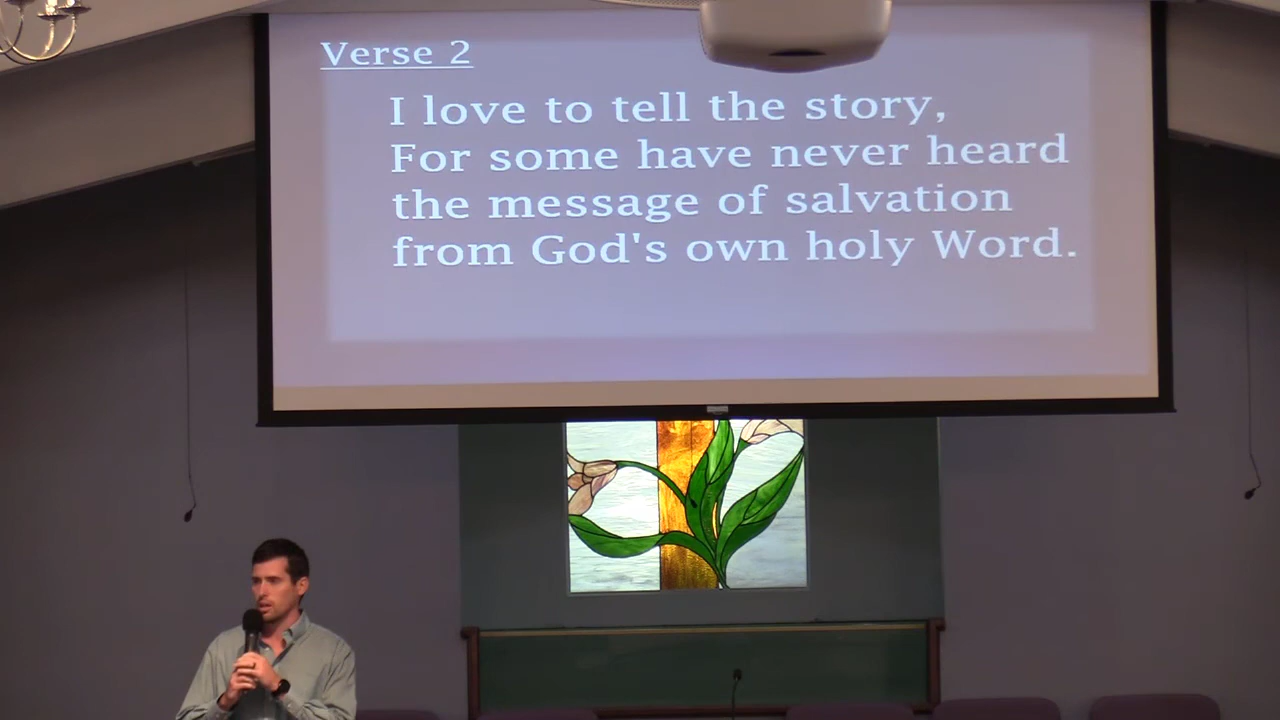 Verse 2
I love to tell the story,
For some have never heard
the message of salvation
from God's own holy Word.